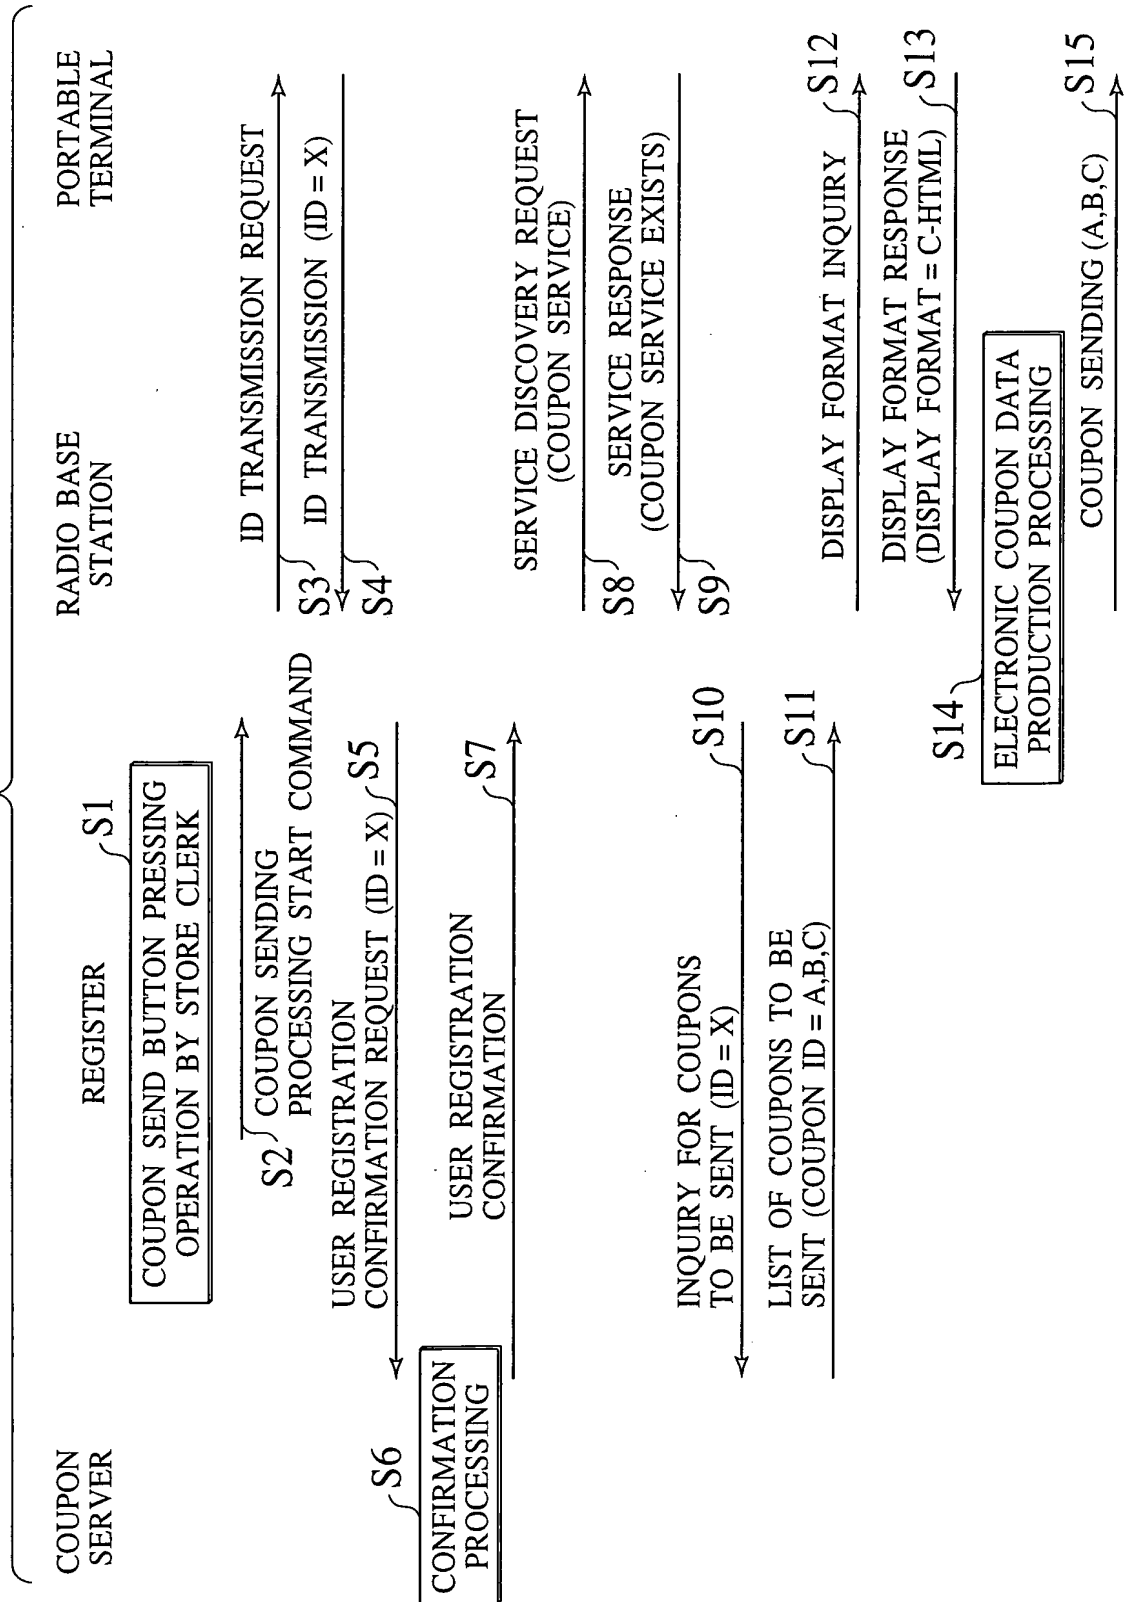 COUPON
SERVER
REGISTER
RADIO BASE
STATION
PORTABLE
TERMINAL
S1
COUPON SEND BUTTON PRESSING
OPERATION BY STORE CLERK
S2
COUPON SENDING
PROCESSING START COMMAND
ID TRANSMISSION REQUEST
S3
ID TRANSMISSION (ID = X)
S4
USER REGISTRATION
CONFIRMATION REQUEST (ID = X)
S5
S6
CONFIRMATION
PROCESSING
USER REGISTRATION
CONFIRMATION
S7
SERVICE DISCOVERY REQUEST
(COUPON SERVICE)
S8
SERVICE RESPONSE
(COUPON SERVICE EXISTS)
S9
INQUIRY FOR COUPONS
TO BE SENT (ID = X)
S10
LIST OF COUPONS TO BE
SENT (COUPON ID = A,B,C)
S11
DISPLAY FORMAT INQUIRY
S12
DISPLAY FORMAT RESPONSE
(DISPLAY FORMAT = C-HTML)
S13
S14
ELECTRONIC COUPON DATA
PRODUCTION PROCESSING
COUPON SENDING (A,B,C)
S15